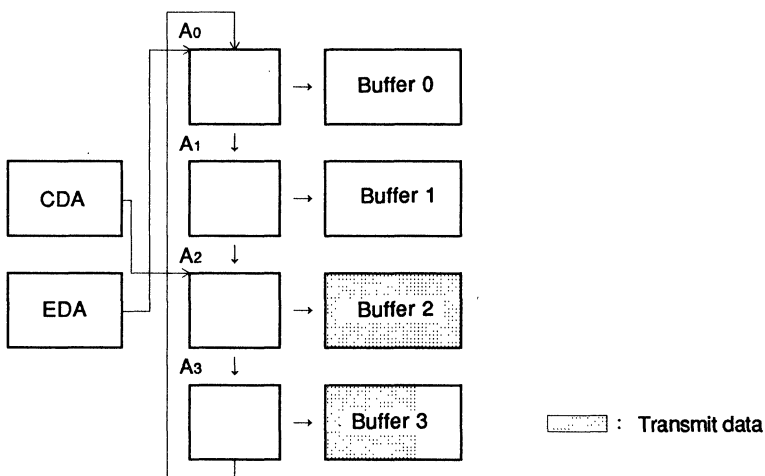 A0
Buffer 0
A1
Buffer 1
CDA
A2
EDA
Buffer 2
A3
Buffer 3
: Transmit data